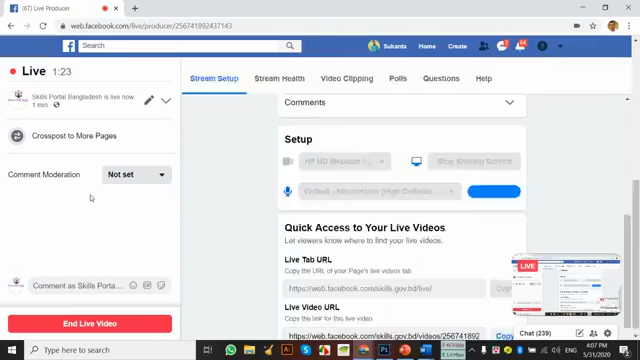 (67) Live Producer
web.facebook.com/live/producer/256741892437143
Search
Sukanta
Home
Create
Live 1:23
Skills Portal Bangladesh is live now.
1 min
Crosspost to More Pages
Comment Moderation
Not set
Comment as Skills Porta...
End Live Video
Stream Setup
Stream Health
Video Clipping
Polls
Questions
Help
Comments
Setup
Stop Sharing Screen
Quick Access to Your Live Videos
Let viewers know where to find your live videos.
Live Tab URL
Copy the URL of your Page's live videos tab
https://web.facebook.com/skills.gov.bd/live/
Live Video URL
Copy the link for this live video.
https://web.facebook.com/skills.gov.bd/videos/256741892
Copy
LIVE
Chat (239)
Type here to search
4:07 PM
5/31/2020